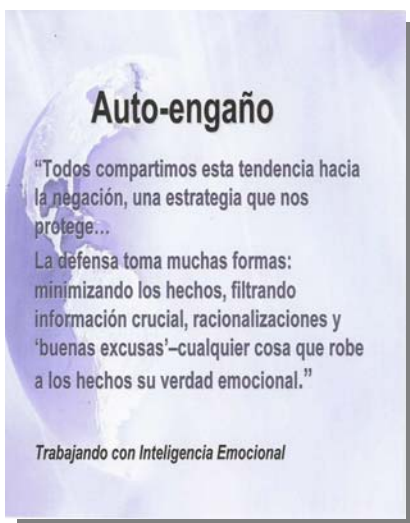 Auto-engaño
“Todos compartimos esta tendencia hacia
la negación, una estrategia que nos
protege...
La defensa toma muchas formas:
minimizando los hechos, filtrando
información crucial, racionalizaciones y
‘buenas excusas’–cualquier cosa que robe
a los hechos su verdad emocional.”
Trabajando con Inteligencia Emocional